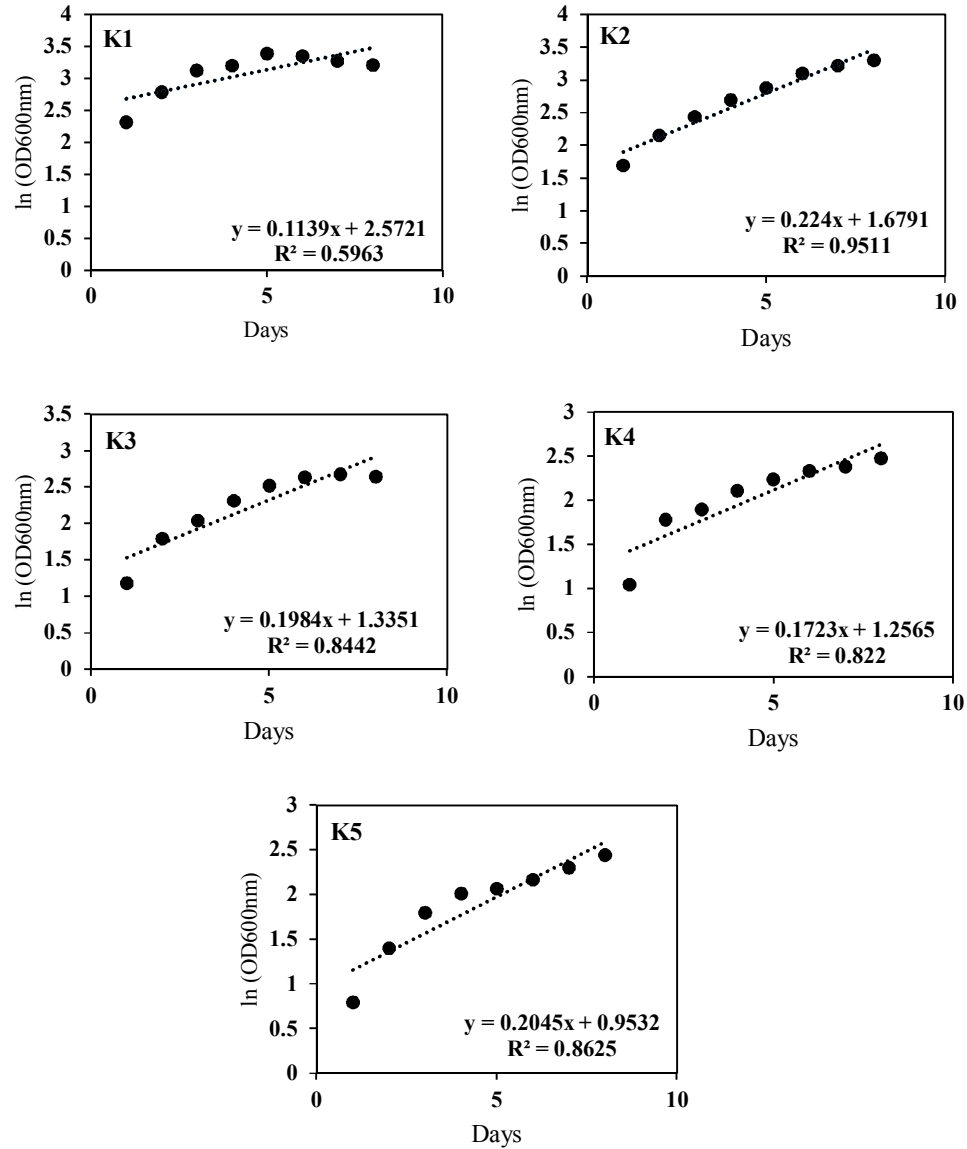 K1
ln (OD600nm)
4
3.5
3
2.5
2
1.5
1
0.5
0
y = 0.1139x + 2.5721
R² = 0.5963
0 5 10
Days
K2
ln (OD600nm)
4
3.5
3
2.5
2
1.5
1
0.5
0
y = 0.224x + 1.6791
R² = 0.9511
0 5 10
Days
K3
ln (OD600nm)
3.5
3
2.5
2
1.5
1
0.5
0
y = 0.1984x + 1.3351
R² = 0.8442
0 5 10
Days
K4
ln (OD600nm)
3
2.5
2
1.5
1
0.5
0
y = 0.1723x + 1.2565
R² = 0.822
0 5 10
Days
K5
ln (OD600nm)
3
2.5
2
1.5
1
0.5
0
y = 0.2045x + 0.9532
R² = 0.8625
0 5 10
Days